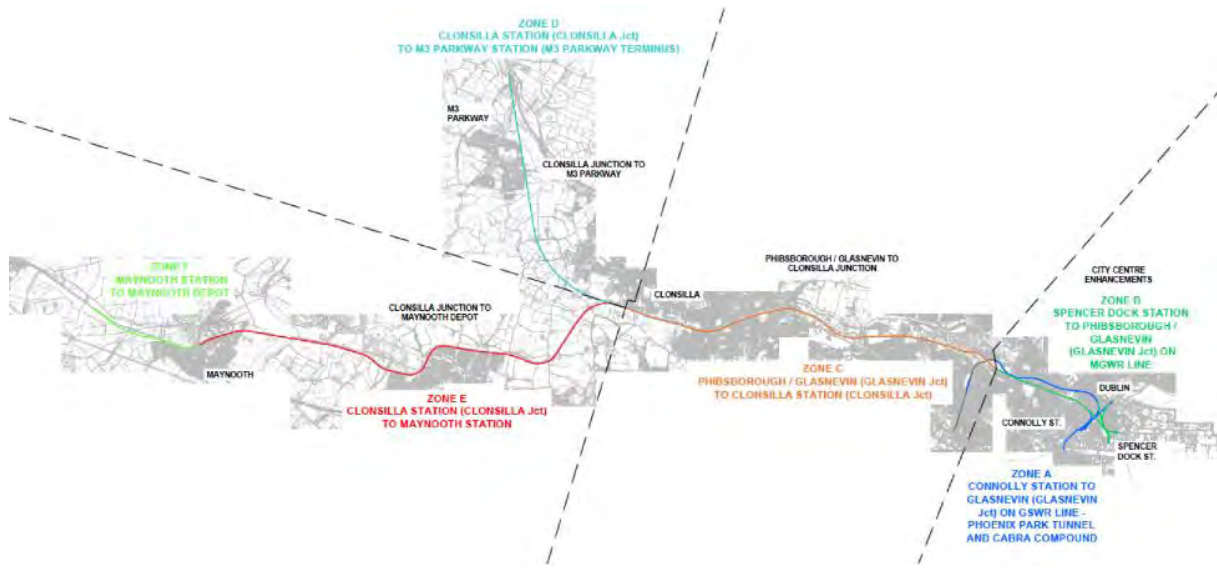 ZONE D
CLONSILLA STATION (CLONSILLA Jct)
TO M3 PARKWAY STATION (M3 PARKWAY TERMINUS)
M3
PARKWAY
CLONSILLA JUNCTION TO
M3 PARKWAY
ZONE F
MAYNOOTH STATION
TO MAYNOOTH DEPOT
CLONSILLA JUNCTION TO
MAYNOOTH DEPOT
MAYNOOTH
ZONE E
CLONSILLA STATION (CLONSILLA Jct)
TO MAYNOOTH STATION
CLONSILLA
PHIBSBOROUGH / GLASNEVIN TO
CLONSILLA JUNCTION
ZONE C
PHIBSBOROUGH / GLASNEVIN (GLASNEVIN Jct)
TO CLONSILLA STATION (CLONSILLA Jct)
CITY CENTRE
ENHANCEMENTS
ZONE B
SPENCER DOCK STATION
TO PHIBSBOROUGH /
GLASNEVIN
(GLASNEVIN Jct) ON
MGWR LINE
DUBLIN
CONNOLLY ST.
SPENCER
DOCK ST.
ZONE A
CONNOLLY STATION TO
GLASNEVIN (GLASNEVIN
Jct) ON GSWR LINE -
PHOENIX PARK TUNNEL
AND CABRA COMPOUND